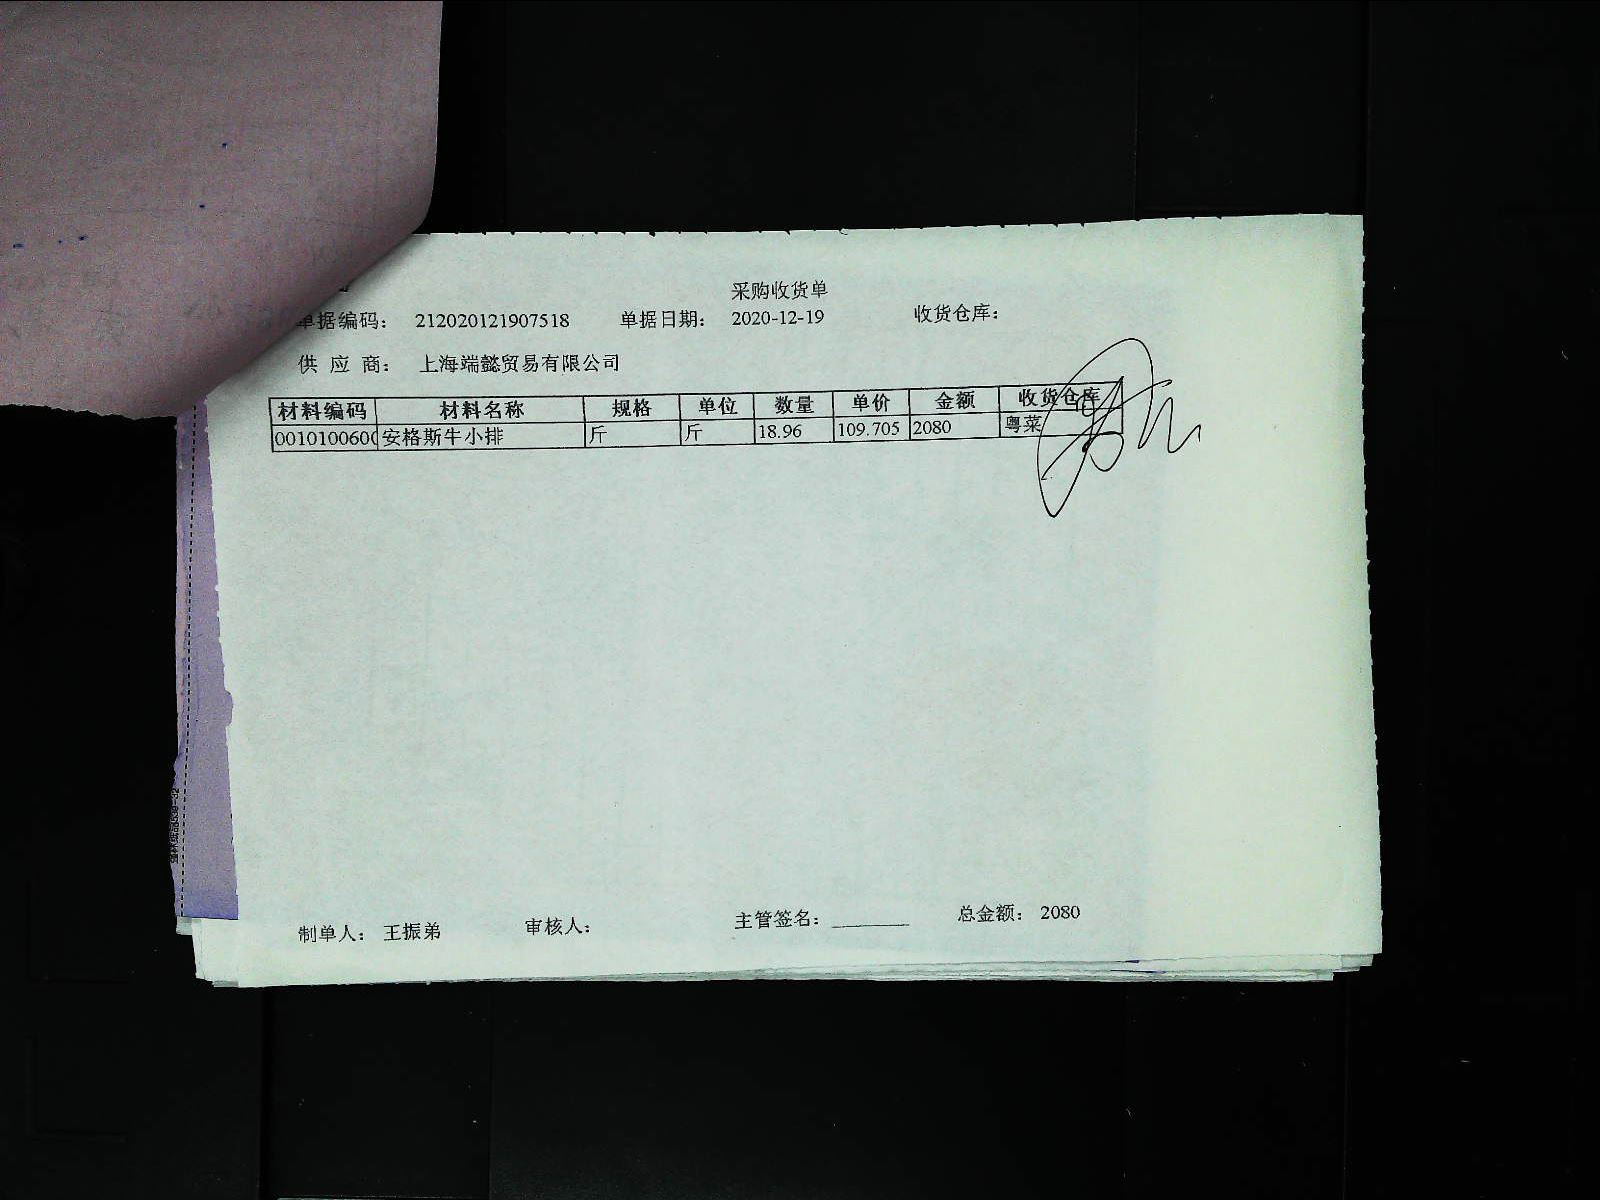 采购收货单
单据编码： 212020121907518 单据日期： 2020-12-19 收货仓库：
供 应 商： 上海端懿贸易有限公司
材料编码 材料名称 规格 单位 数量 单价 金额 收货仓库
0010100600 安格斯牛小排 斤 斤 18.96 109.705 2080 粤菜
制单人： 王振弟 审核人： 主管签名：________ 总金额： 2080